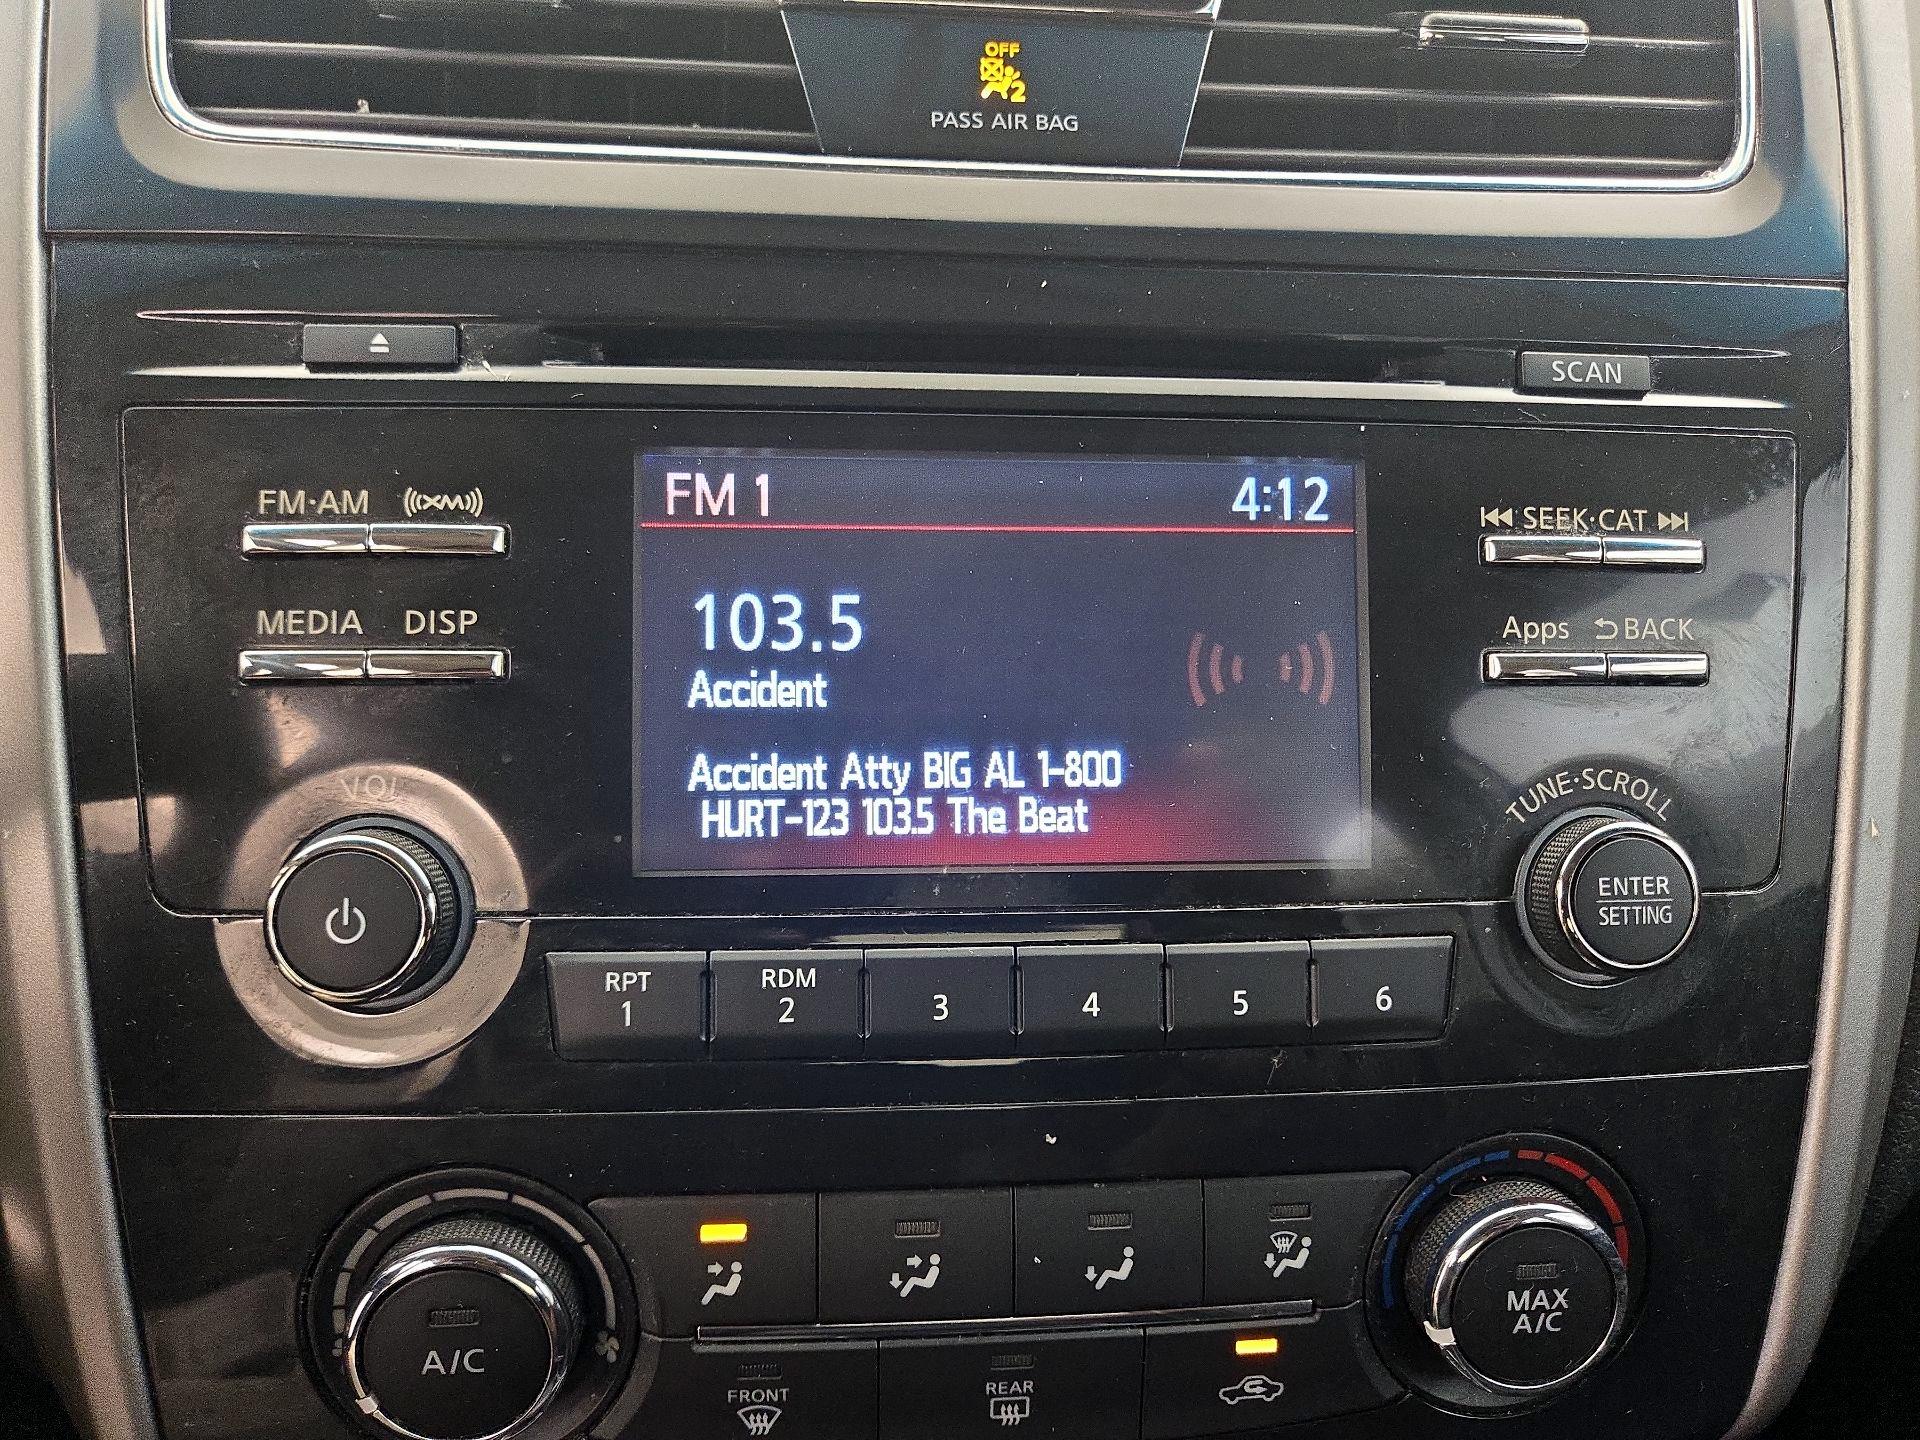 OFF
2
PASS AIR BAG
SCAN
FM·AM
((XM))
SEEK·CAT
MEDIA
DISP
Apps
BACK
FM 1
4:12
103.5
Accident
Accident Atty BIG AL 1-800
HURT-123 103.5 The Beat
VOL
TUNE·SCROLL
ENTER
SETTING
RPT
1
RDM
2
3
4
5
6
A/C
MAX
A/C
FRONT
REAR